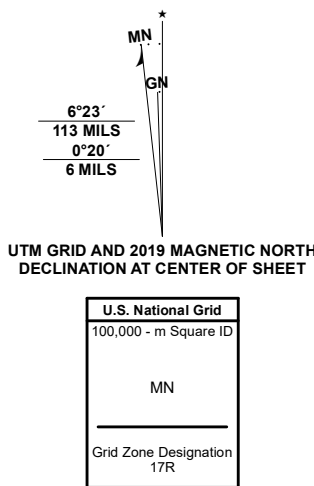 MN
GN
6°23´
113 MILS
0°20´
6 MILS
UTM GRID AND 2019 MAGNETIC NORTH
DECLINATION AT CENTER OF SHEET
U.S. National Grid
100,000 - m Square ID
MN
Grid Zone Designation
17R